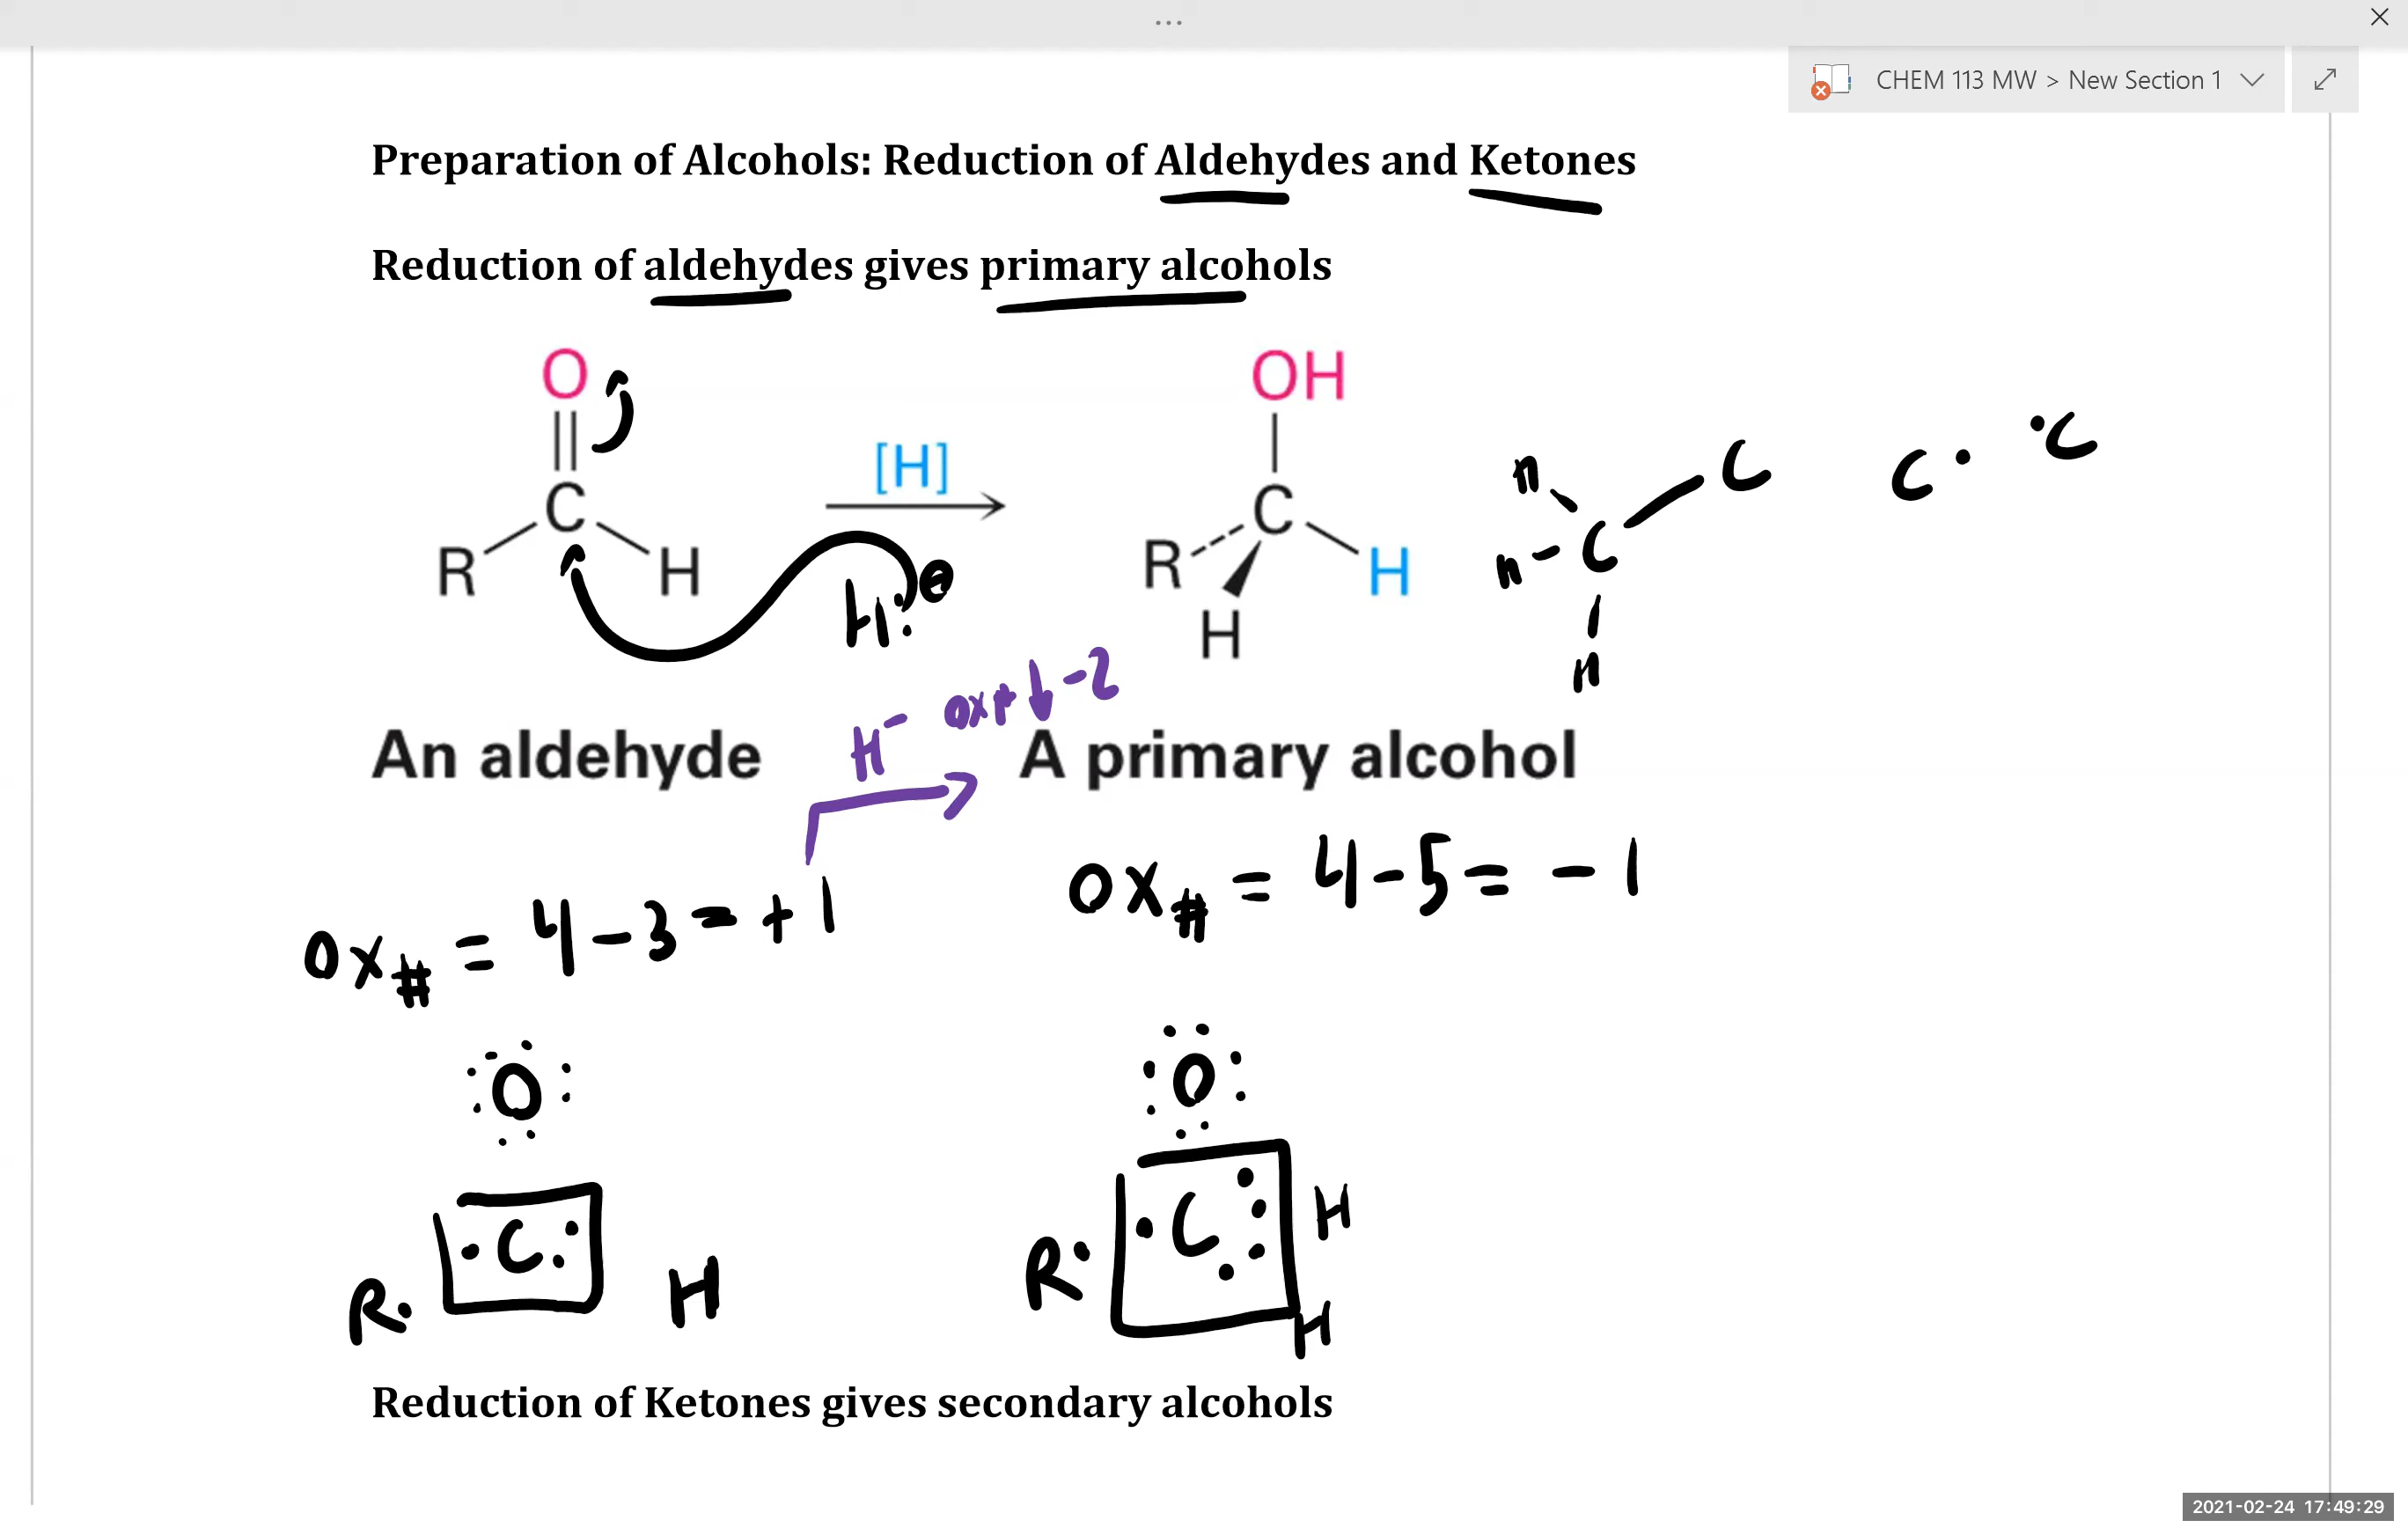 CHEM 113 MW > New Section 1
Preparation of Alcohols: Reduction of Aldehydes and Ketones
Reduction of aldehydes gives primary alcohols
O
C
R
H
[H]
H:⊖
OH
C
R
H
H
H
H
C
C
H
C· ·C
An aldehyde
H⁻ ox# ↓ -2
A primary alcohol
ox# = 4-3 = +1
ox# = 4-5 = -1
O
C
R·
H
O
C
R·
H
H
Reduction of Ketones gives secondary alcohols
2021-02-24 17:49:29